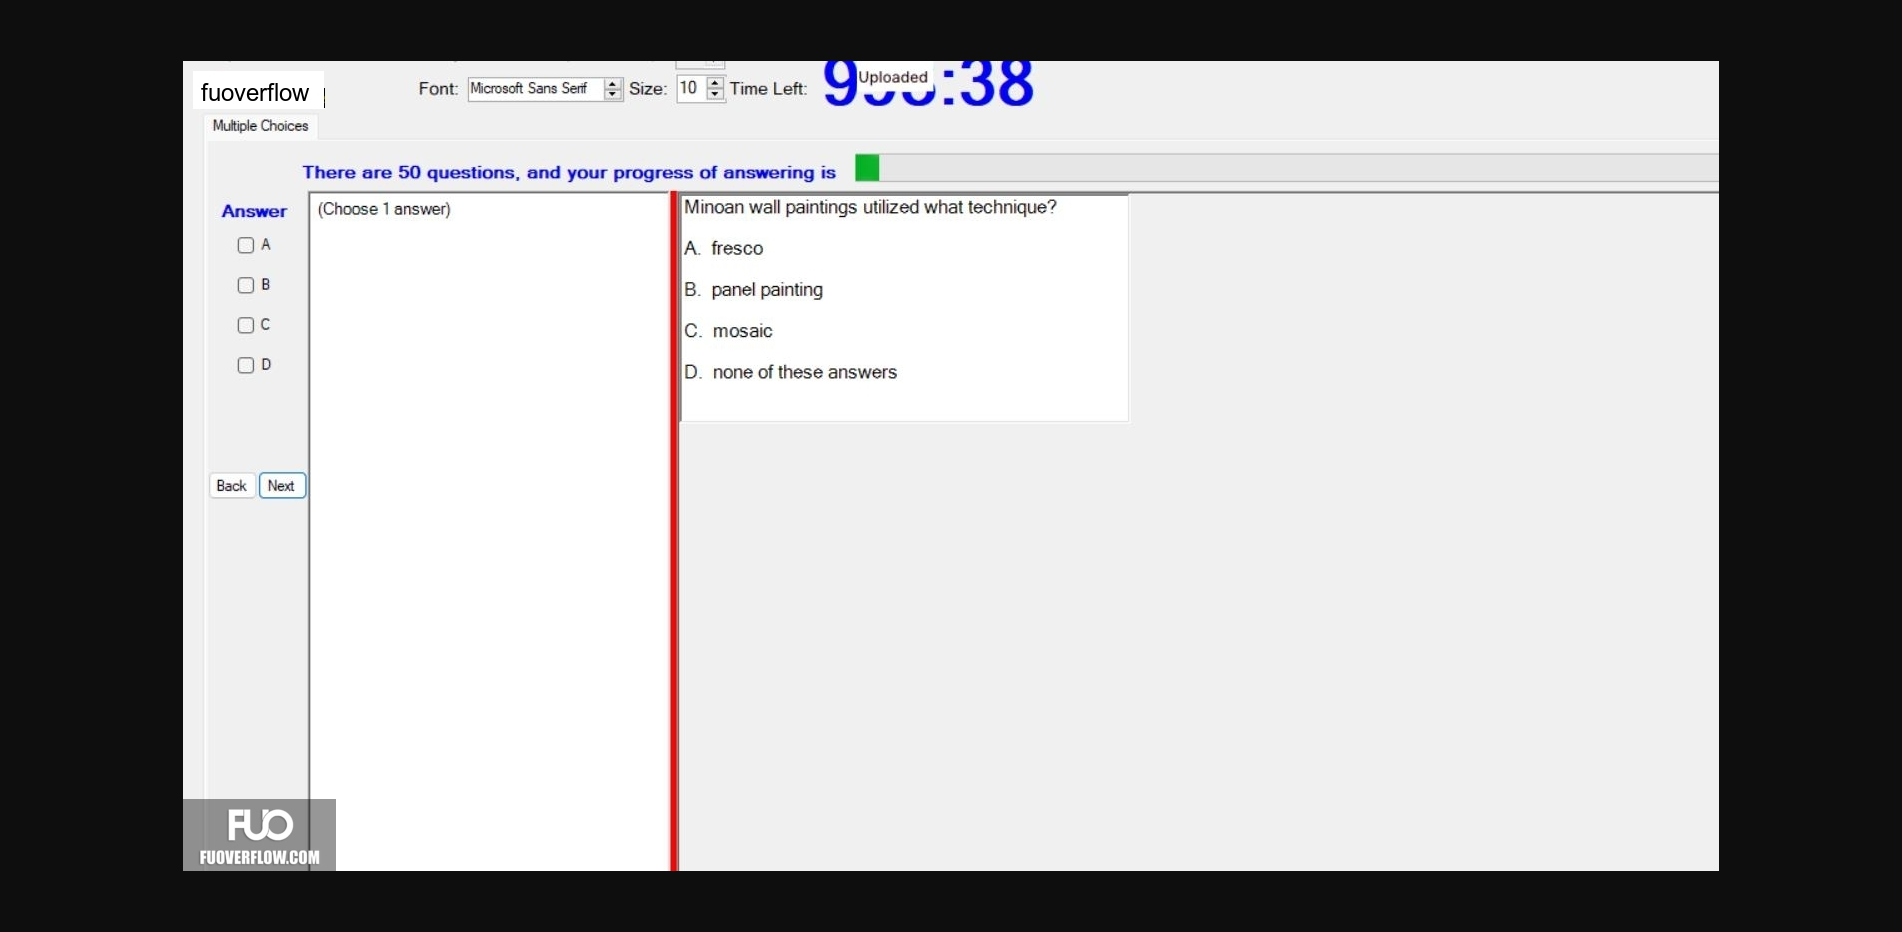 fuoverflow
Font: Microsoft Sans Serif Size: 10 Time Left: :38
Uploaded
Multiple Choices
There are 50 questions, and your progress of answering is
Answer
(Choose 1 answer)
A
B
C
D
Back Next
Minoan wall paintings utilized what technique?
A. fresco
B. panel painting
C. mosaic
D. none of these answers
FUO
FUOVERFLOW.COM